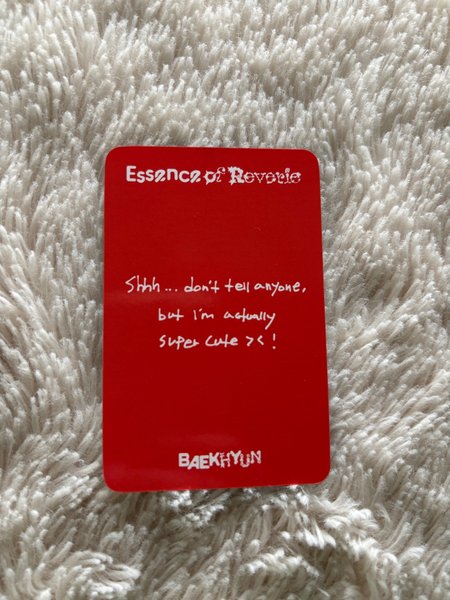 Essence of Reverie
Shhh... don't tell anyone,
but i'm actually
super cute ><!
BAEKHYUN